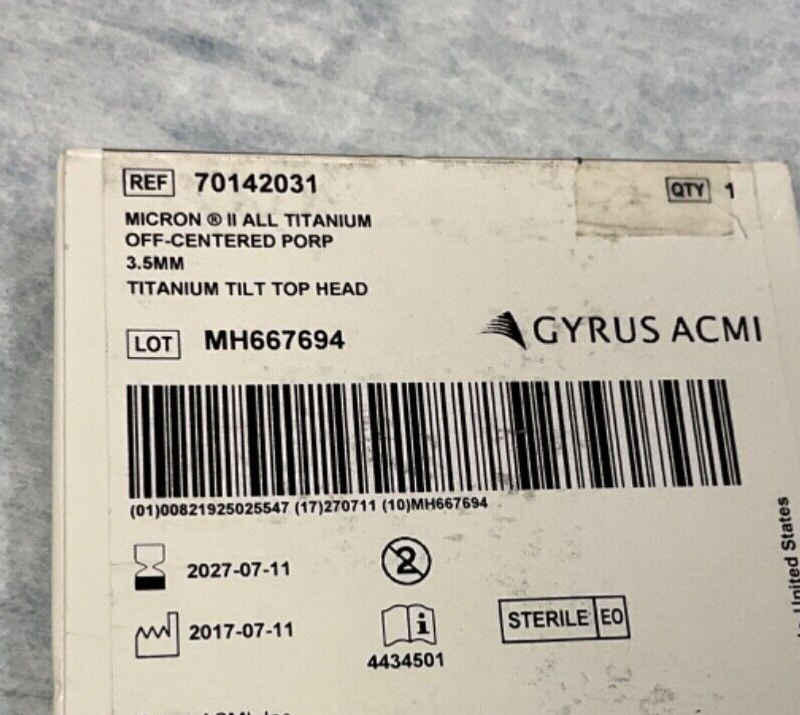 REF 70142031
QTY 1
MICRON ® II ALL TITANIUM
OFF-CENTERED PORP
3.5MM
TITANIUM TILT TOP HEAD
LOT MH667694
GYRUS ACMI
(01)00821925025547 (17)270711 (10)MH667694
2027-07-11
2
2017-07-11
i
4434501
STERILE EO
United States